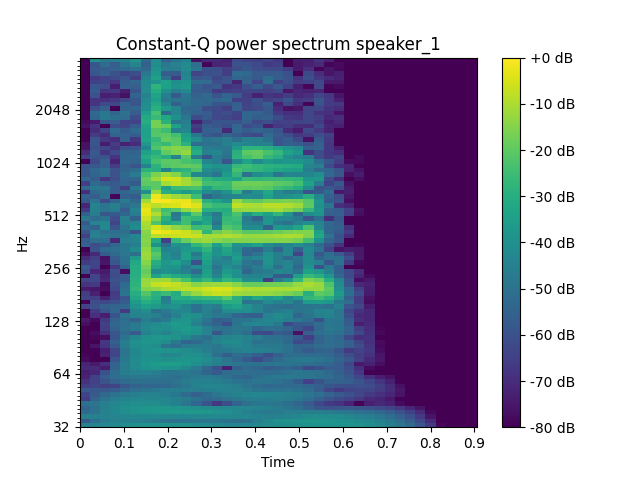 Constant-Q power spectrum speaker_1
Hz
2048
1024
512
256
128
64
32
0 0.1 0.2 0.3 0.4 0.5 0.6 0.7 0.8 0.9
Time
+0 dB
-10 dB
-20 dB
-30 dB
-40 dB
-50 dB
-60 dB
-70 dB
-80 dB